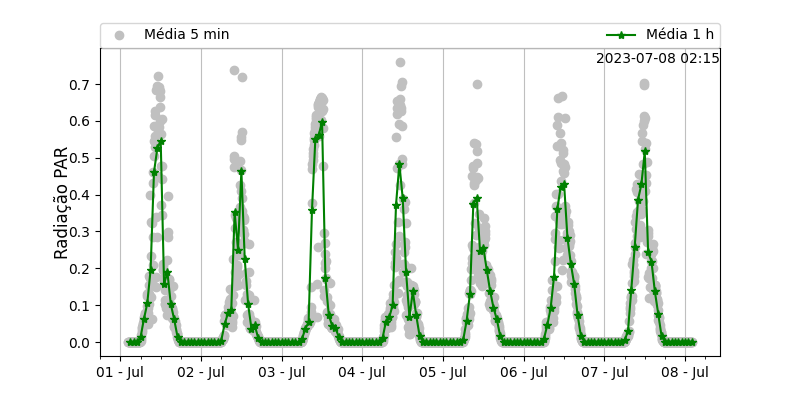 Média 5 min
Média 1 h
2023-07-08 02:15
Radiação PAR
0.7
0.6
0.5
0.4
0.3
0.2
0.1
0.0
01 - Jul
02 - Jul
03 - Jul
04 - Jul
05 - Jul
06 - Jul
07 - Jul
08 - Jul